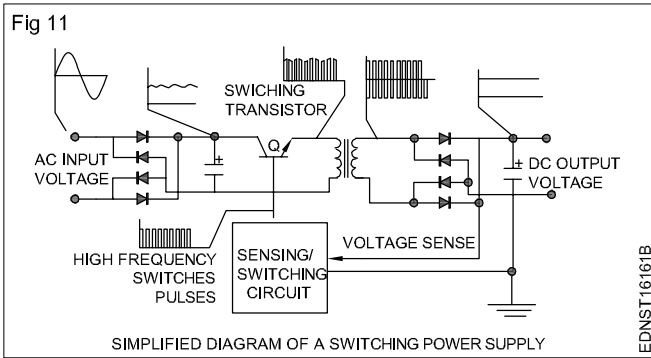 Fig 11
SWICHING
TRANSISTOR
Q
AC INPUT
VOLTAGE
+
+
DC OUTPUT
VOLTAGE
HIGH FREQUENCY
SWITCHES
PULSES
SENSING/
SWITCHING
CIRCUIT
VOLTAGE SENSE
SIMPLIFIED DIAGRAM OF A SWITCHING POWER SUPPLY
EDNST16161B